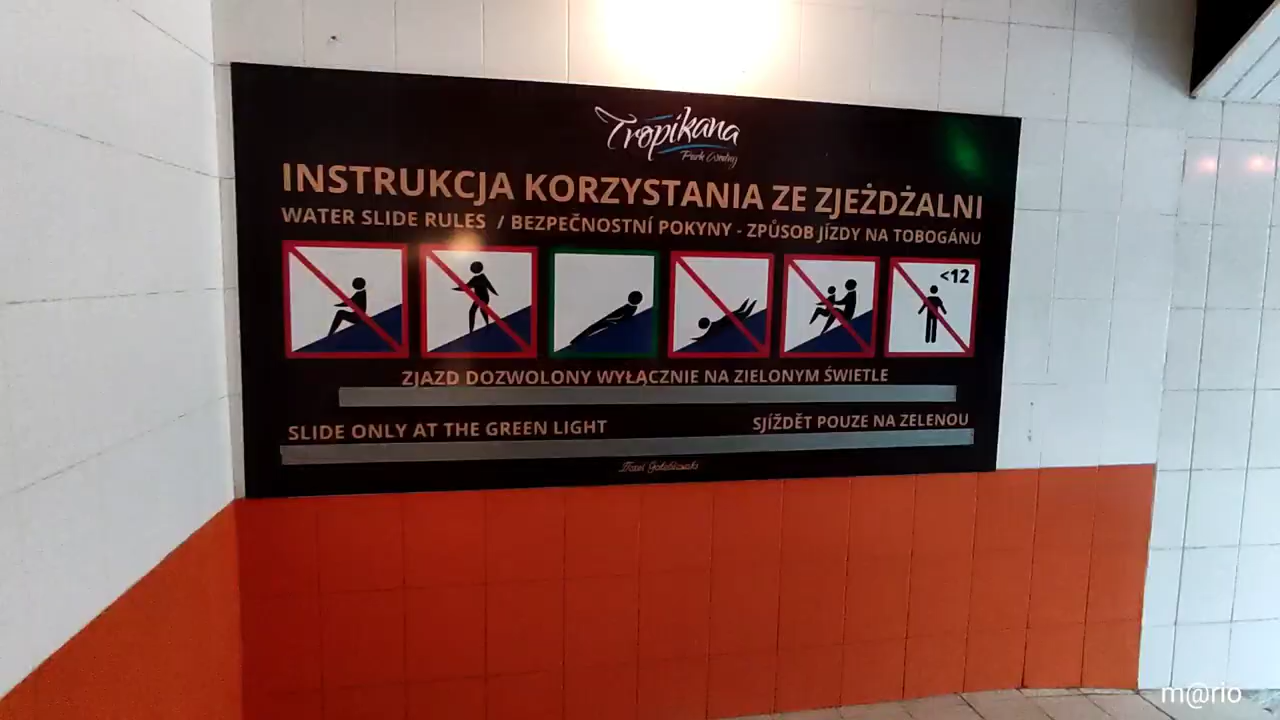 Tropikana
Park Wodny
INSTRUKCJA KORZYSTANIA ZE ZJEŻDŻALNI
WATER SLIDE RULES / BEZPEČNOSTNÍ POKYNY - ZPŮSOB JÍZDY NA TOBOGÁNU
<12
ZJAZD DOZWOLONY WYŁĄCZNIE NA ZIELONYM ŚWIETLE
SLIDE ONLY AT THE GREEN LIGHT
SJÍŽDĚT POUZE NA ZELENOU
m@rio